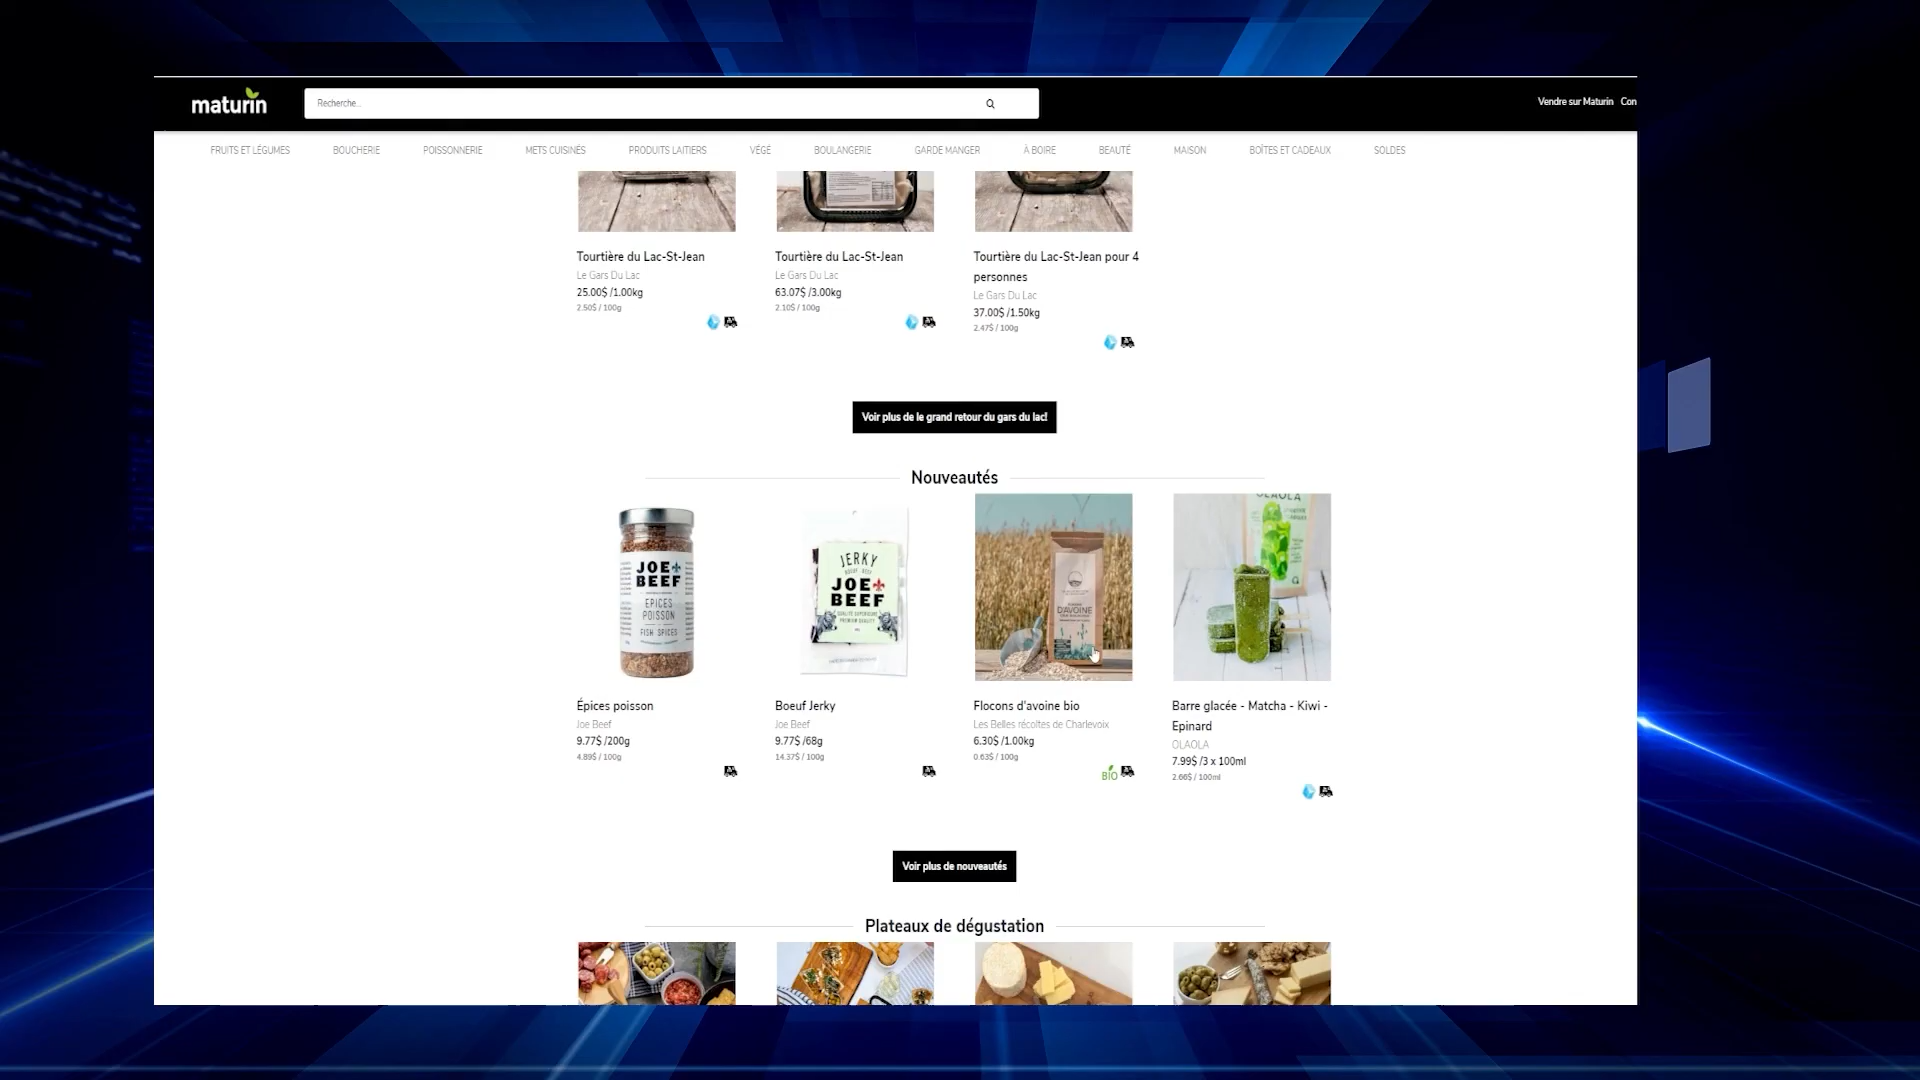 maturin
Recherche...
Vendre sur Maturin Con
FRUITS ET LÉGUMES BOUCHERIE POISSONNERIE METS CUISINÉS PRODUITS LAITIERS VÉGÉ BOULANGERIE GARDE MANGER À BOIRE BEAUTÉ MAISON BOÎTES ET CADEAUX SOLDES
Tourtière du Lac-St-Jean
Le Gars Du Lac
25.00$ /1.00kg
2.50$ / 100g
Tourtière du Lac-St-Jean
Le Gars Du Lac
63.07$ /3.00kg
2.10$ / 100g
Tourtière du Lac-St-Jean pour 4
personnes
Le Gars Du Lac
37.00$ /1.50kg
2.47$ / 100g
Voir plus de le grand retour du gars du lac!
Nouveautés
JOE
BEEF
EPICES
POISSON
FISH SPICES
JERKY
BOEUF BEEF
JOE
BEEF
QUALITÉ SUPÉRIEURE
PREMIUM QUALITY
D'AVOINE
OLAOLA
Épices poisson
Joe Beef
9.77$ /200g
4.89$ / 100g
Boeuf Jerky
Joe Beef
9.77$ /68g
14.37$ / 100g
Flocons d'avoine bio
Les Belles récoltes de Charlevoix
6.30$ /1.00kg
0.63$ / 100g
BIO
Barre glacée - Matcha - Kiwi -
Epinard
OLAOLA
7.99$ /3 x 100ml
2.66$ / 100ml
Voir plus de nouveautés
Plateaux de dégustation